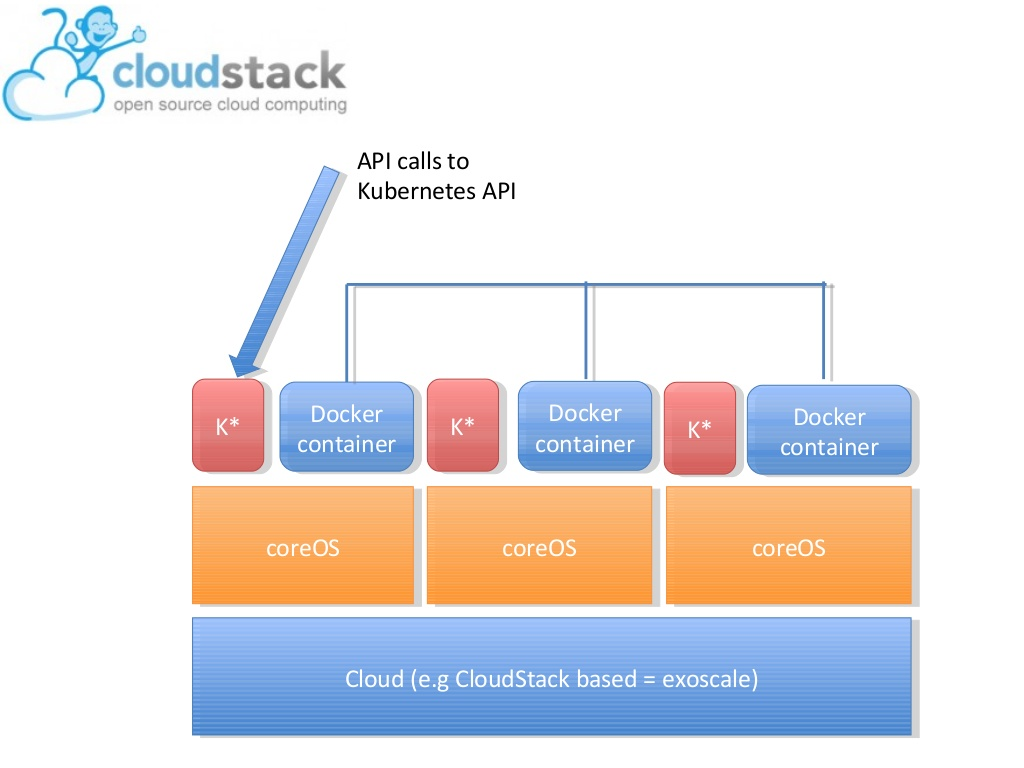 cloudstack
open source cloud computing
API calls to
Kubernetes API
K*
Docker
container
K*
Docker
container
K*
Docker
container
coreOS
coreOS
coreOS
Cloud (e.g CloudStack based = exoscale)